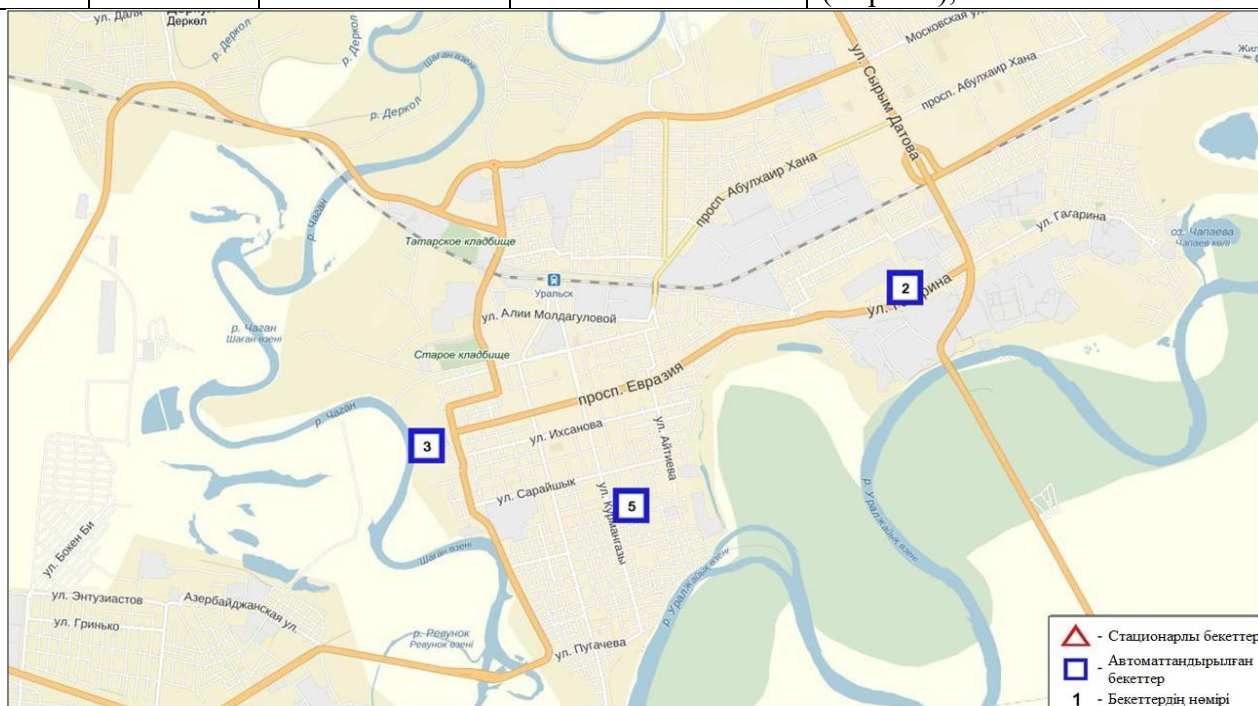 ул. Даля
Деркөл
р. Деркол
р. Деркол
Шаған өзені
р. Деркол
ул. Сырым Датова
Московская ул.
просп. Абулхаир Хана
просп. Абулхаир Хана
ул. Гагарина
оз. Чапаева
Чапаев көлі
р. Чаган
Татарское кладбище
Уральск
2
ул. Гагарина
ул. Алии Молдагуловой
р. Чаган
Шаған өзені
Старое кладбище
просп. Евразия
р. Чаган
3
ул. Ихсанова
ул. Айтиева
ул. Сарайшык
5
ул. Курмангазы
р. Урал
Жайық өзені
Шаған өзені
р. Урал
Жайық өзені
ул. Бокен Би
ул. Энтузиастов
Азербайджанская ул.
ул. Гринько
р. Ревунок
Ревунок өзені
ул. Пугачева
- Стационарлы бекеттер
- Автоматтандырылған
бекеттер
1 - Бекеттердің нөмірі